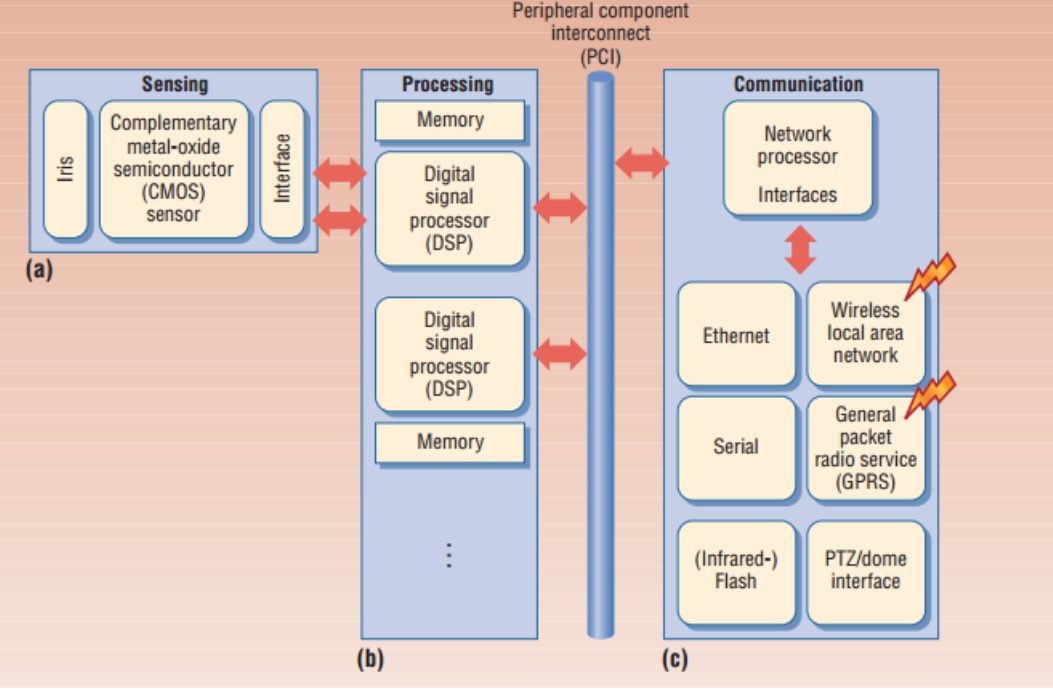 Peripheral component
interconnect
(PCI)
Sensing
Iris
Complementary
metal-oxide
semiconductor
(CMOS)
sensor
Interface
(a)
Processing
Memory
Digital
signal
processor
(DSP)
Digital
signal
processor
(DSP)
Memory
⋮
(b)
Communication
Network
processor
Interfaces
Ethernet
Wireless
local area
network
Serial
General
packet
radio service
(GPRS)
(Infrared-)
Flash
PTZ/dome
interface
(c)